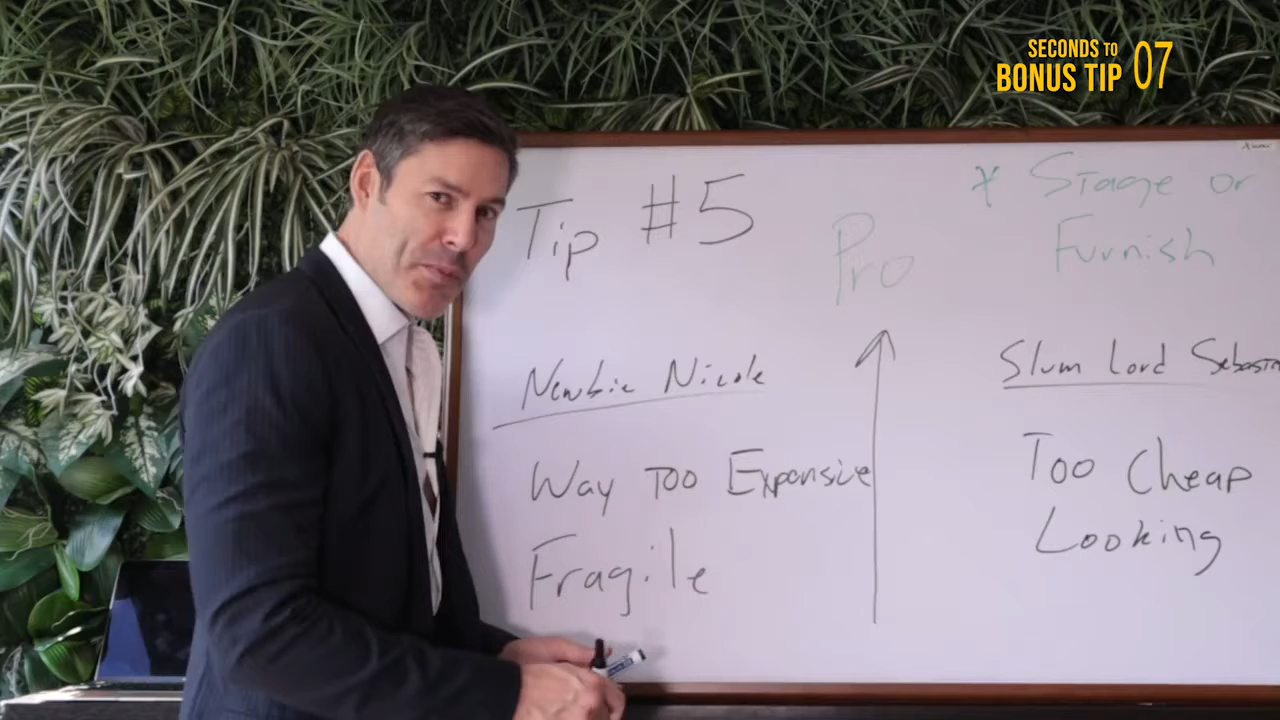 SECONDS TO
BONUS TIP 07
Tip #5
Pro
* Stage or
Furnish
Newbie Nicole
Way Too Expensive
Fragile
Slum Lord
Too Cheap
Looking